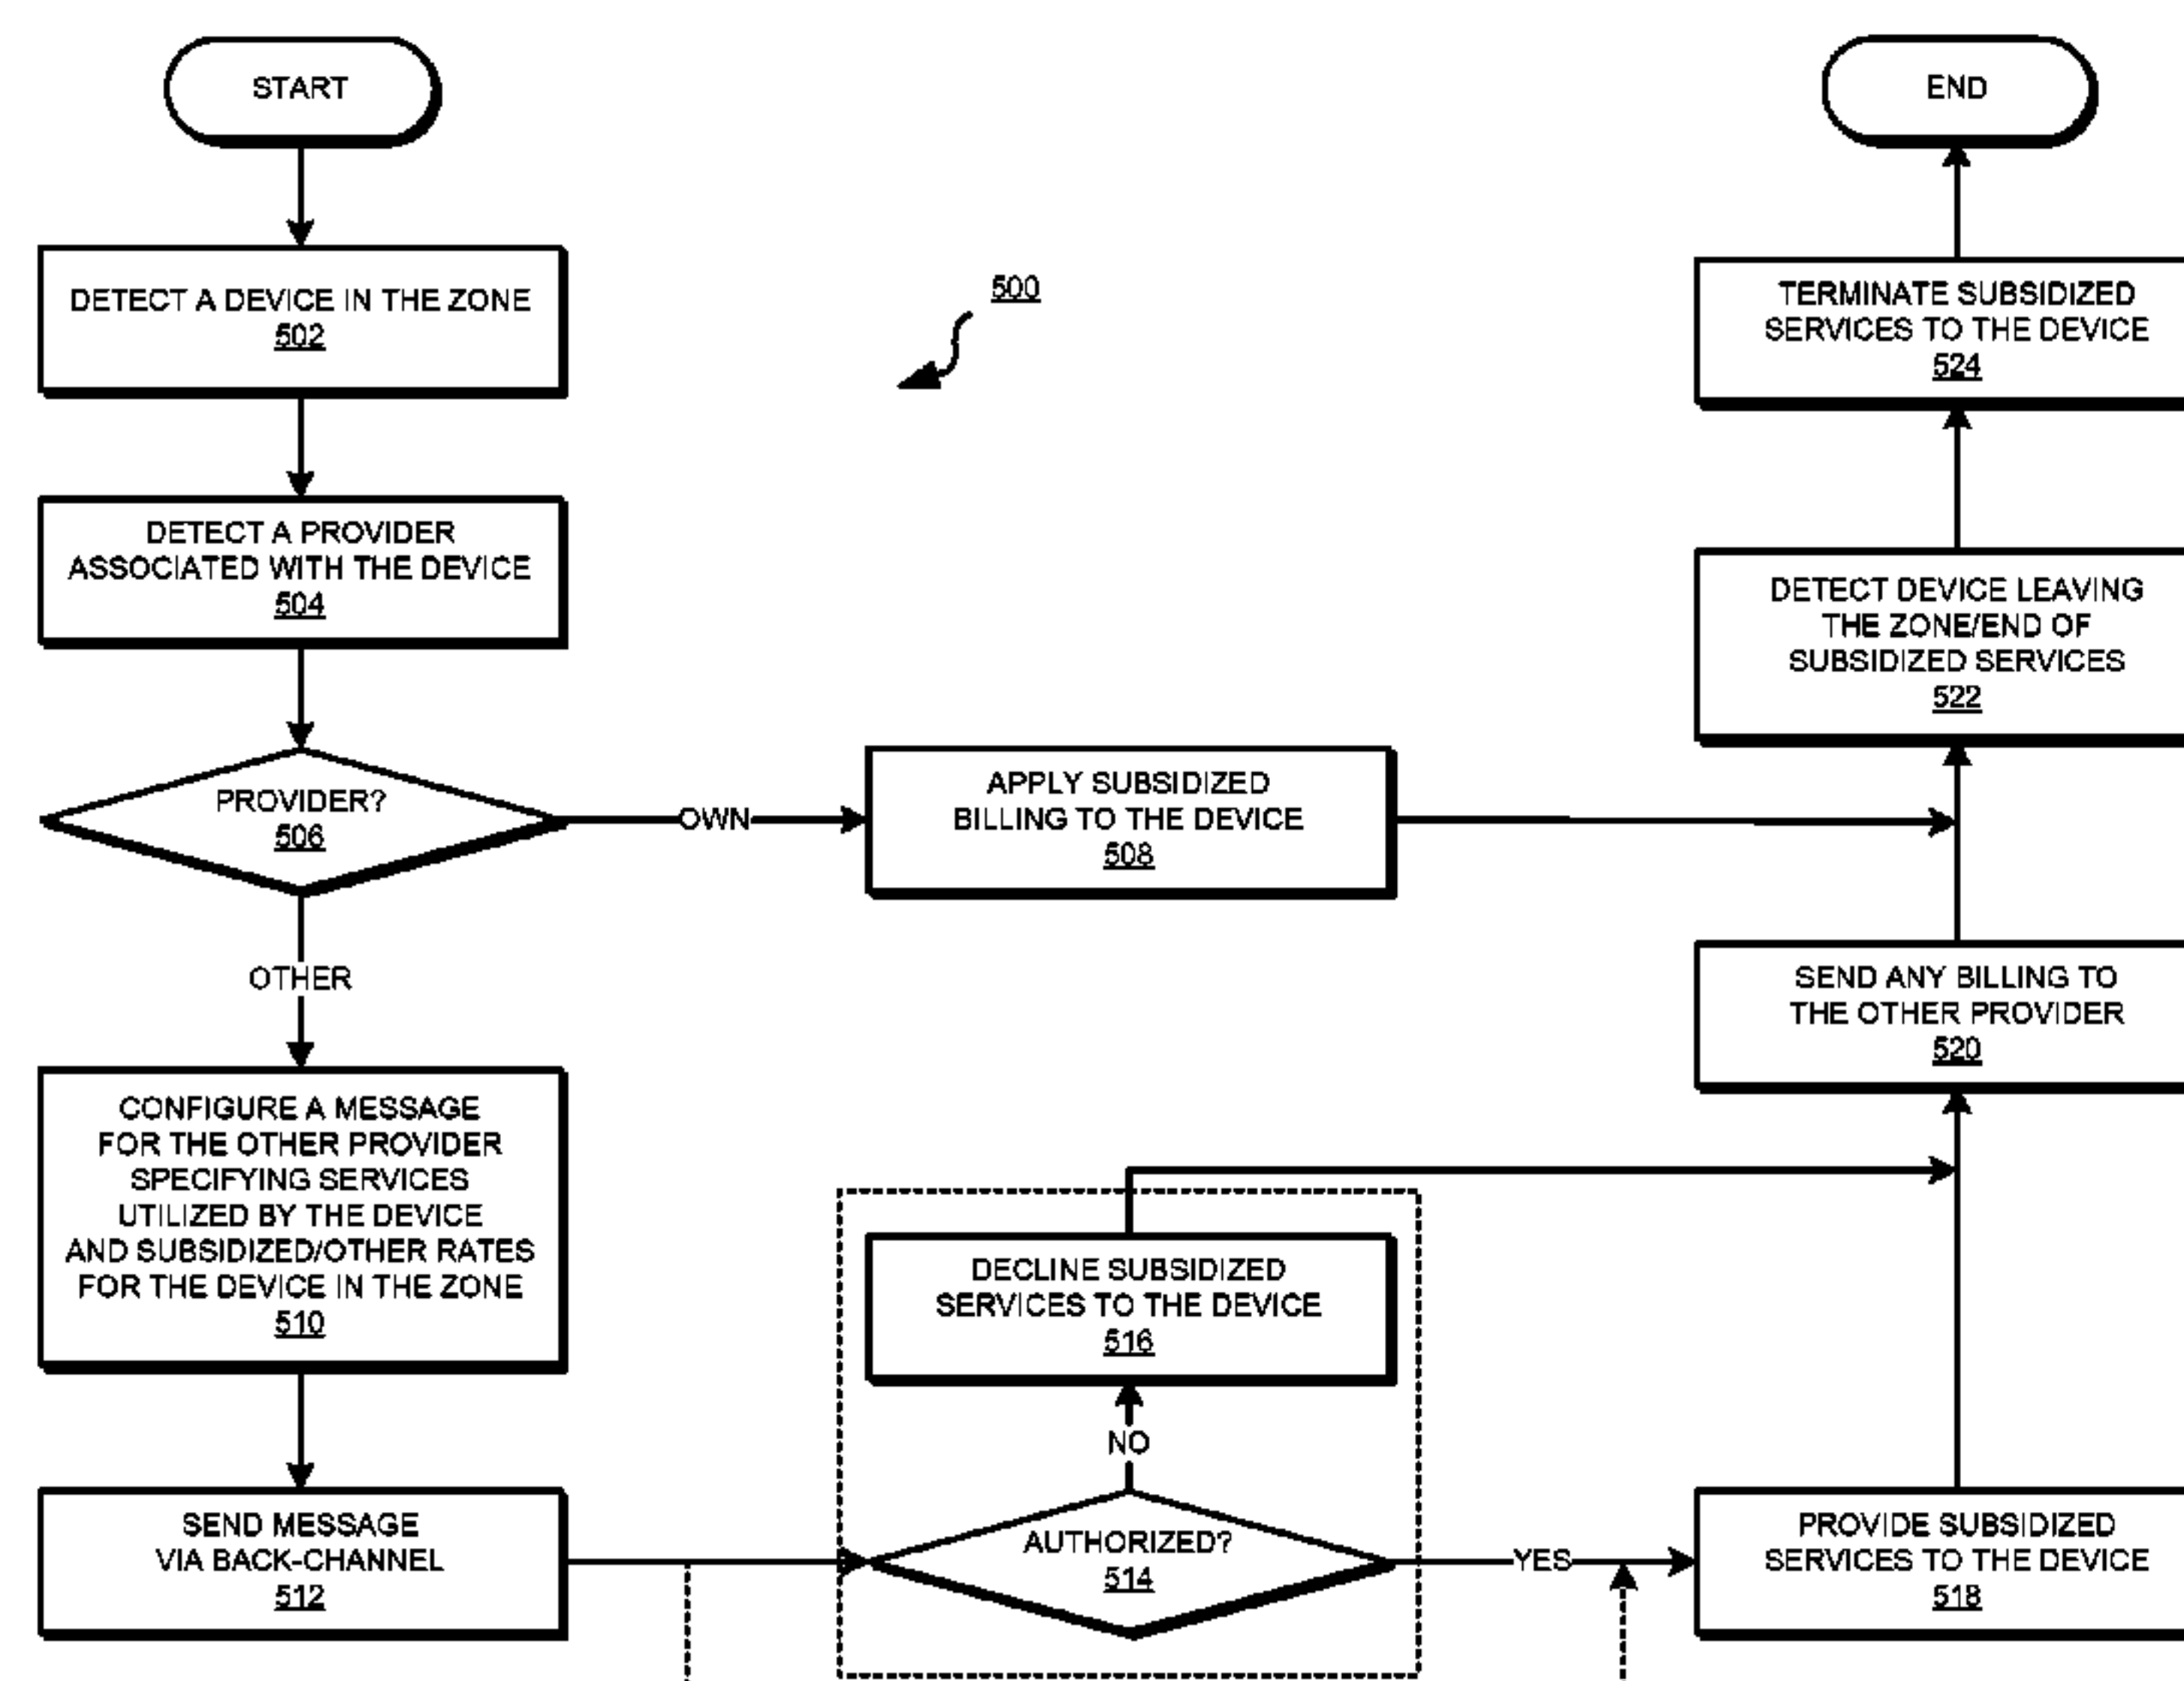 START
DETECT A DEVICE IN THE ZONE
502
DETECT A PROVIDER
ASSOCIATED WITH THE DEVICE
504
PROVIDER?
506
OWN
OTHER
APPLY SUBSIDIZED
BILLING TO THE DEVICE
508
CONFIGURE A MESSAGE
FOR THE OTHER PROVIDER
SPECIFYING SERVICES
UTILIZED BY THE DEVICE
AND SUBSIDIZED/OTHER RATES
FOR THE DEVICE IN THE ZONE
510
SEND MESSAGE
VIA BACK-CHANNEL
512
500
AUTHORIZED?
514
NO
YES
DECLINE SUBSIDIZED
SERVICES TO THE DEVICE
516
PROVIDE SUBSIDIZED
SERVICES TO THE DEVICE
518
SEND ANY BILLING TO
THE OTHER PROVIDER
520
DETECT DEVICE LEAVING
THE ZONE/END OF
SUBSIDIZED SERVICES
522
TERMINATE SUBSIDIZED
SERVICES TO THE DEVICE
524
END